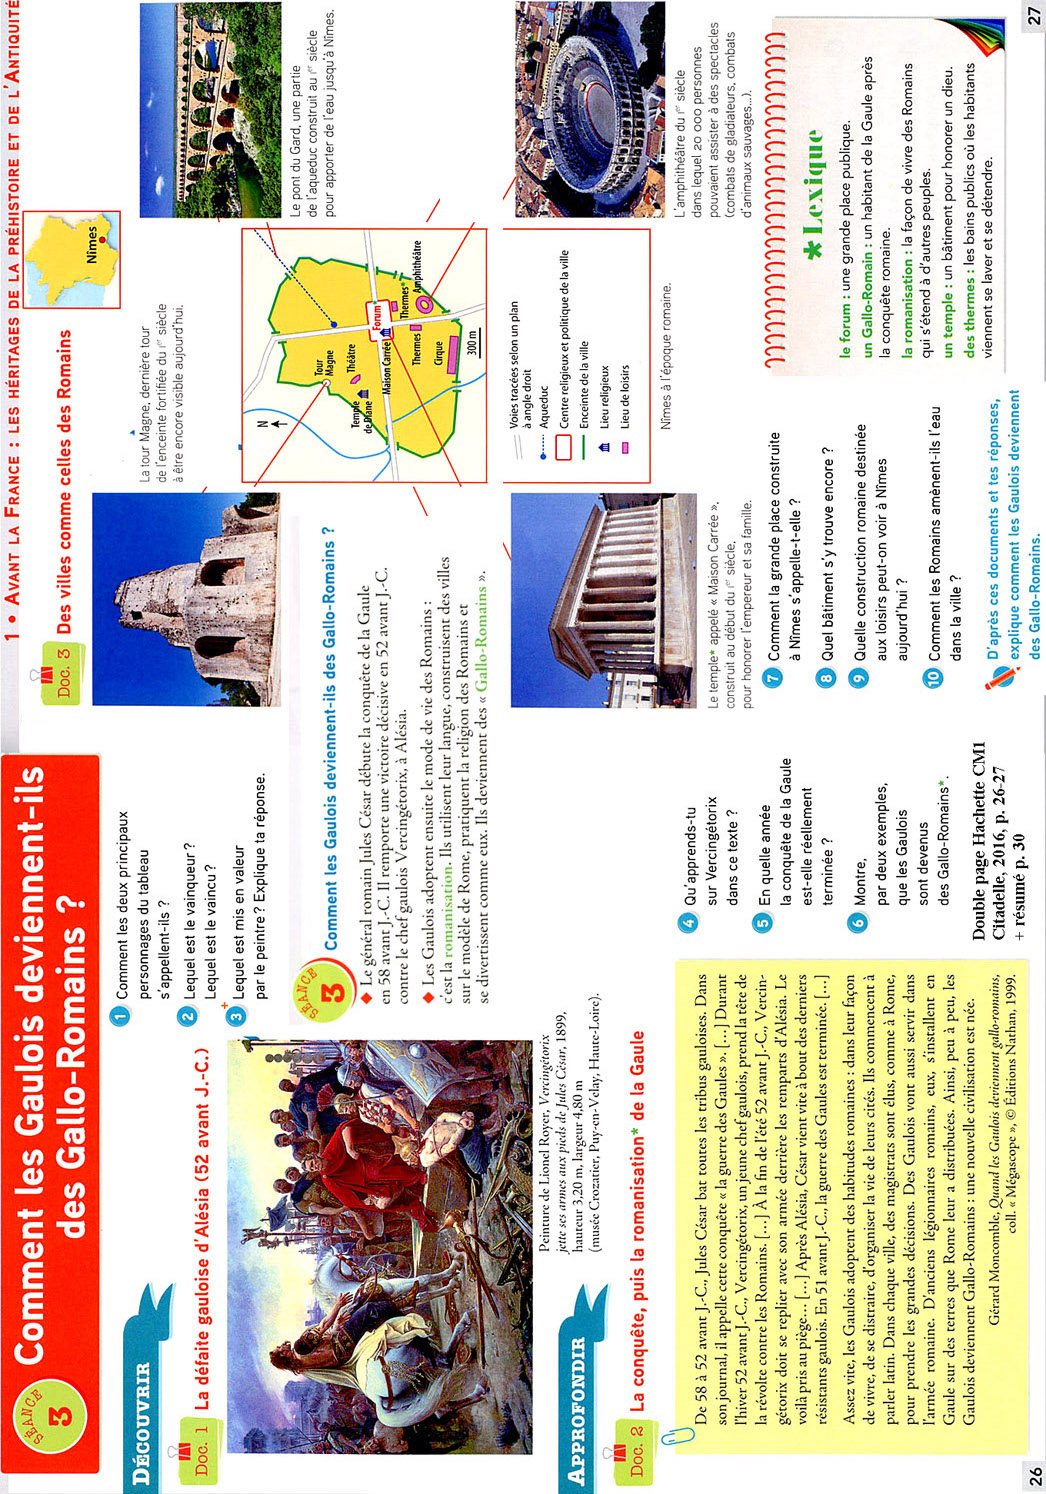 SÉANCE
3
Comment les Gaulois deviennent-ils
des Gallo-Romains ?
DÉCOUVRIR
Doc. 1
La défaite gauloise d'Alésia (52 avant J.-C.)
Peinture de Lionel Royer, Vercingétorix
jette ses armes aux pieds de Jules César, 1899,
hauteur 3,20 m, largeur 4,80 m
(musée Crozatier, Puy-en-Velay, Haute-Loire).
1 Comment les deux principaux
personnages du tableau
s'appellent-ils ?
2 Lequel est le vainqueur ?
Lequel est le vaincu ?
+
3 Lequel est mis en valeur
par le peintre ? Explique ta réponse.
SÉANCE
3
Comment les Gaulois deviennent-ils des Gallo-Romains ?
◆ Le général romain Jules César débute la conquête de la Gaule
en 58 avant J.-C. Il remporte une victoire décisive en 52 avant J.-C.
contre le chef gaulois Vercingétorix, à Alésia.
◆ Les Gaulois adoptent ensuite le mode de vie des Romains :
c'est la romanisation. Ils utilisent leur langue, construisent des villes
sur le modèle de Rome, pratiquent la religion des Romains et
se divertissent comme eux. Ils deviennent des « Gallo-Romains ».
APPROFONDIR
Doc. 2
La conquête, puis la romanisation* de la Gaule
De 58 à 52 avant J.-C., Jules César bat toutes les tribus gauloises. Dans
son journal, il appelle cette conquête « la guerre des Gaules ». […] Durant
l'hiver 52 avant J.-C., Vercingétorix, un jeune chef gaulois, prend la tête de
la révolte contre les Romains. […] À la fin de l'été 52 avant J.-C., Vercin-
gétorix doit se replier avec son armée derrière les remparts d'Alésia. Le
voilà pris au piège… […] Après Alésia, César vient vite à bout des derniers
résistants gaulois. En 51 avant J.-C., la guerre des Gaules est terminée. […]
Assez vite, les Gaulois adoptent des habitudes romaines : dans leur façon
de vivre, de se distraire, d'organiser la vie de leurs cités. Ils commencent à
parler latin. Dans chaque ville, des magistrats sont élus, comme à Rome,
pour prendre les grandes décisions. Des Gaulois vont aussi servir dans
l'armée romaine. D'anciens légionnaires romains, eux, s'installent en
Gaule sur des terres que Rome leur a distribuées. Ainsi, peu à peu, les
Gaulois deviennent Gallo-Romains : une nouvelle civilisation est née.
Gérard Moncomble, Quand les Gaulois deviennent gallo-romains,
coll. « Mégascope », © Éditions Nathan, 1999.
4 Qu'apprends-tu
sur Vercingétorix
dans ce texte ?
5 En quelle année
la conquête de la Gaule
est-elle réellement
terminée ?
6 Montre,
par deux exemples,
que les Gaulois
sont devenus
des Gallo-Romains*.
Double page Hachette CM1
Citadelle, 2016, p. 26-27
+ résumé p. 30
26
1 • AVANT LA FRANCE : LES HÉRITAGES DE LA PRÉHISTOIRE ET DE L'ANTIQUITÉ
Doc. 3
Des villes comme celles des Romains
Nîmes
La tour Magne, dernière tour
de l'enceinte fortifiée du Iᵉʳ siècle
à être encore visible aujourd'hui.
Le pont du Gard, une partie
de l'aqueduc construit au Iᵉʳ siècle
pour apporter de l'eau jusqu'à Nîmes.
N
Tour
Magne
Temple
de Diane
Théâtre
Maison Carrée
Forum*
Thermes*
Amphithéâtre
Thermes
Cirque
300 m
Voies tracées selon un plan
à angle droit
Aqueduc
Centre religieux et politique de la ville
Enceinte de la ville
Lieu religieux
Lieu de loisirs
Nîmes à l'époque romaine.
Le temple* appelé « Maison Carrée »,
construit au début du Iᵉʳ siècle,
pour honorer l'empereur et sa famille.
L'amphithéâtre du Iᵉʳ siècle
dans lequel 20 000 personnes
pouvaient assister à des spectacles
(combats de gladiateurs, combats
d'animaux sauvages…).
7 Comment la grande place construite
à Nîmes s'appelle-t-elle ?
8 Quel bâtiment s'y trouve encore ?
9 Quelle construction romaine destinée
aux loisirs peut-on voir à Nîmes
aujourd'hui ?
10 Comment les Romains amènent-ils l'eau
dans la ville ?
D'après ces documents et tes réponses,
explique comment les Gaulois deviennent
des Gallo-Romains.
* Lexique
le forum : une grande place publique.
un Gallo-Romain : un habitant de la Gaule après
la conquête romaine.
la romanisation : la façon de vivre des Romains
qui s'étend à d'autres peuples.
un temple : un bâtiment pour honorer un dieu.
des thermes : les bains publics où les habitants
viennent se laver et se détendre.
27